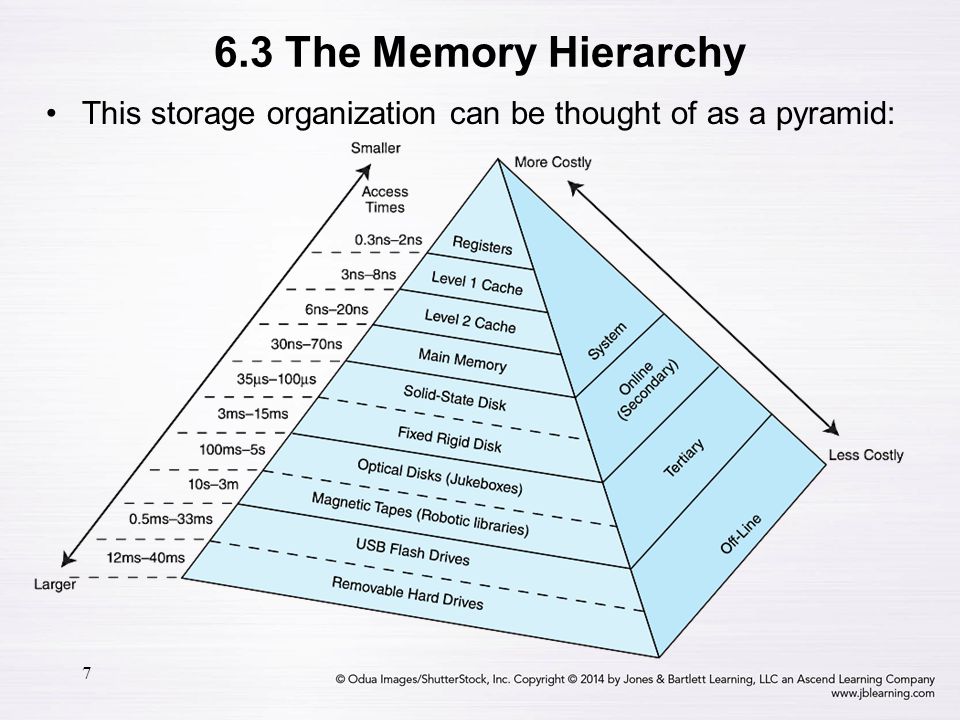 6.3 The Memory Hierarchy
• This storage organization can be thought of as a pyramid:
Smaller
More Costly
Access
Times
0.3ns–2ns
Registers
3ns–8ns
Level 1 Cache
6ns–20ns
Level 2 Cache
30ns–70ns
Main Memory
System
35µs–100µs
Solid-State Disk
Online
(Secondary)
3ms–15ms
Fixed Rigid Disk
100ms–5s
Optical Disks (Jukeboxes)
Tertiary
Less Costly
10s–3m
Magnetic Tapes (Robotic libraries)
0.5ms–33ms
USB Flash Drives
Off-Line
12ms–40ms
Removable Hard Drives
Larger
7
© Odua Images/ShutterStock, Inc. Copyright © 2014 by Jones & Bartlett Learning, LLC an Ascend Learning Company
www.jblearning.com